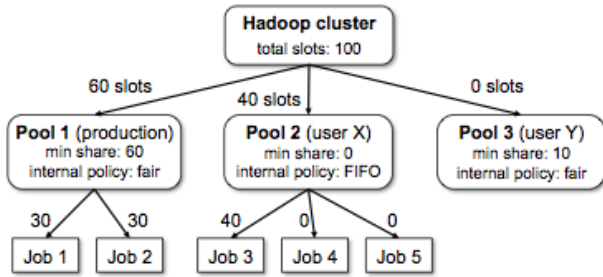 Hadoop cluster
total slots: 100
60 slots
40 slots
0 slots
Pool 1 (production)
min share: 60
internal policy: fair
Pool 2 (user X)
min share: 0
internal policy: FIFO
Pool 3 (user Y)
min share: 10
internal policy: fair
30
30
40
0
0
Job 1
Job 2
Job 3
Job 4
Job 5